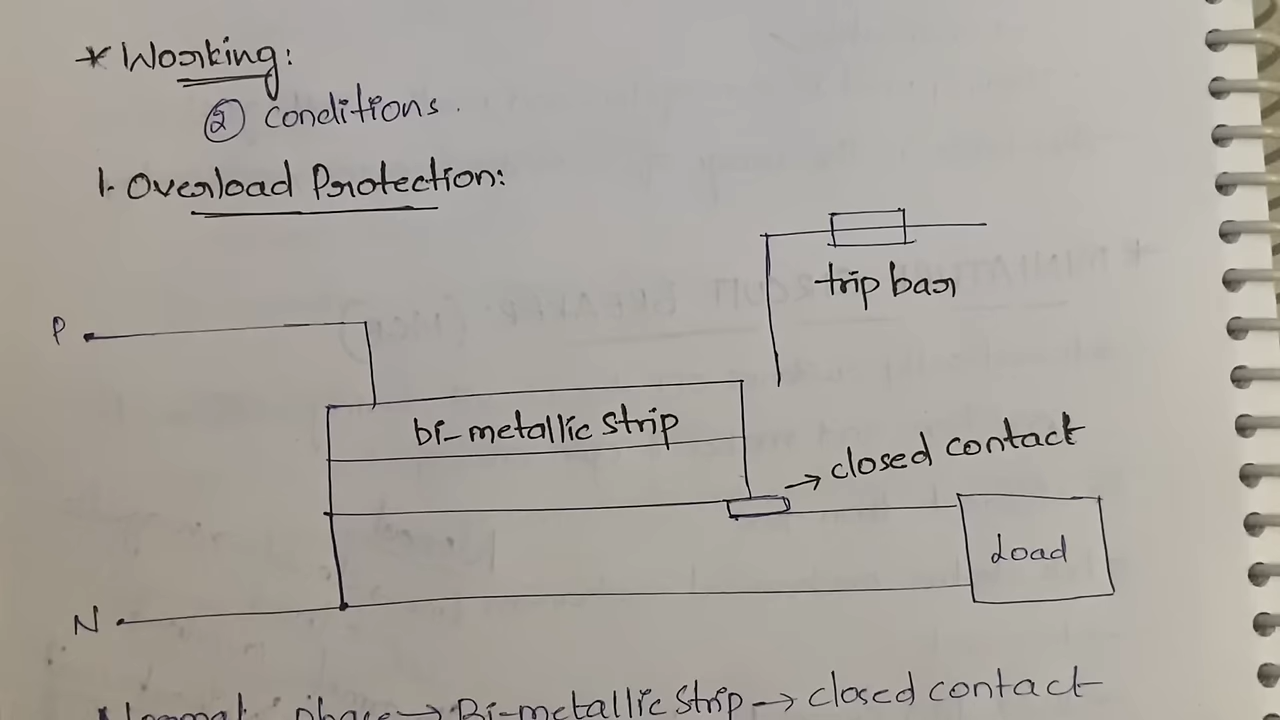 * Working:
② conditions.
1. Overload Protection:
trip bar
P
bi-metallic strip
→ closed contact
Load
N
Normal: phase → Bi-metallic strip → closed contact